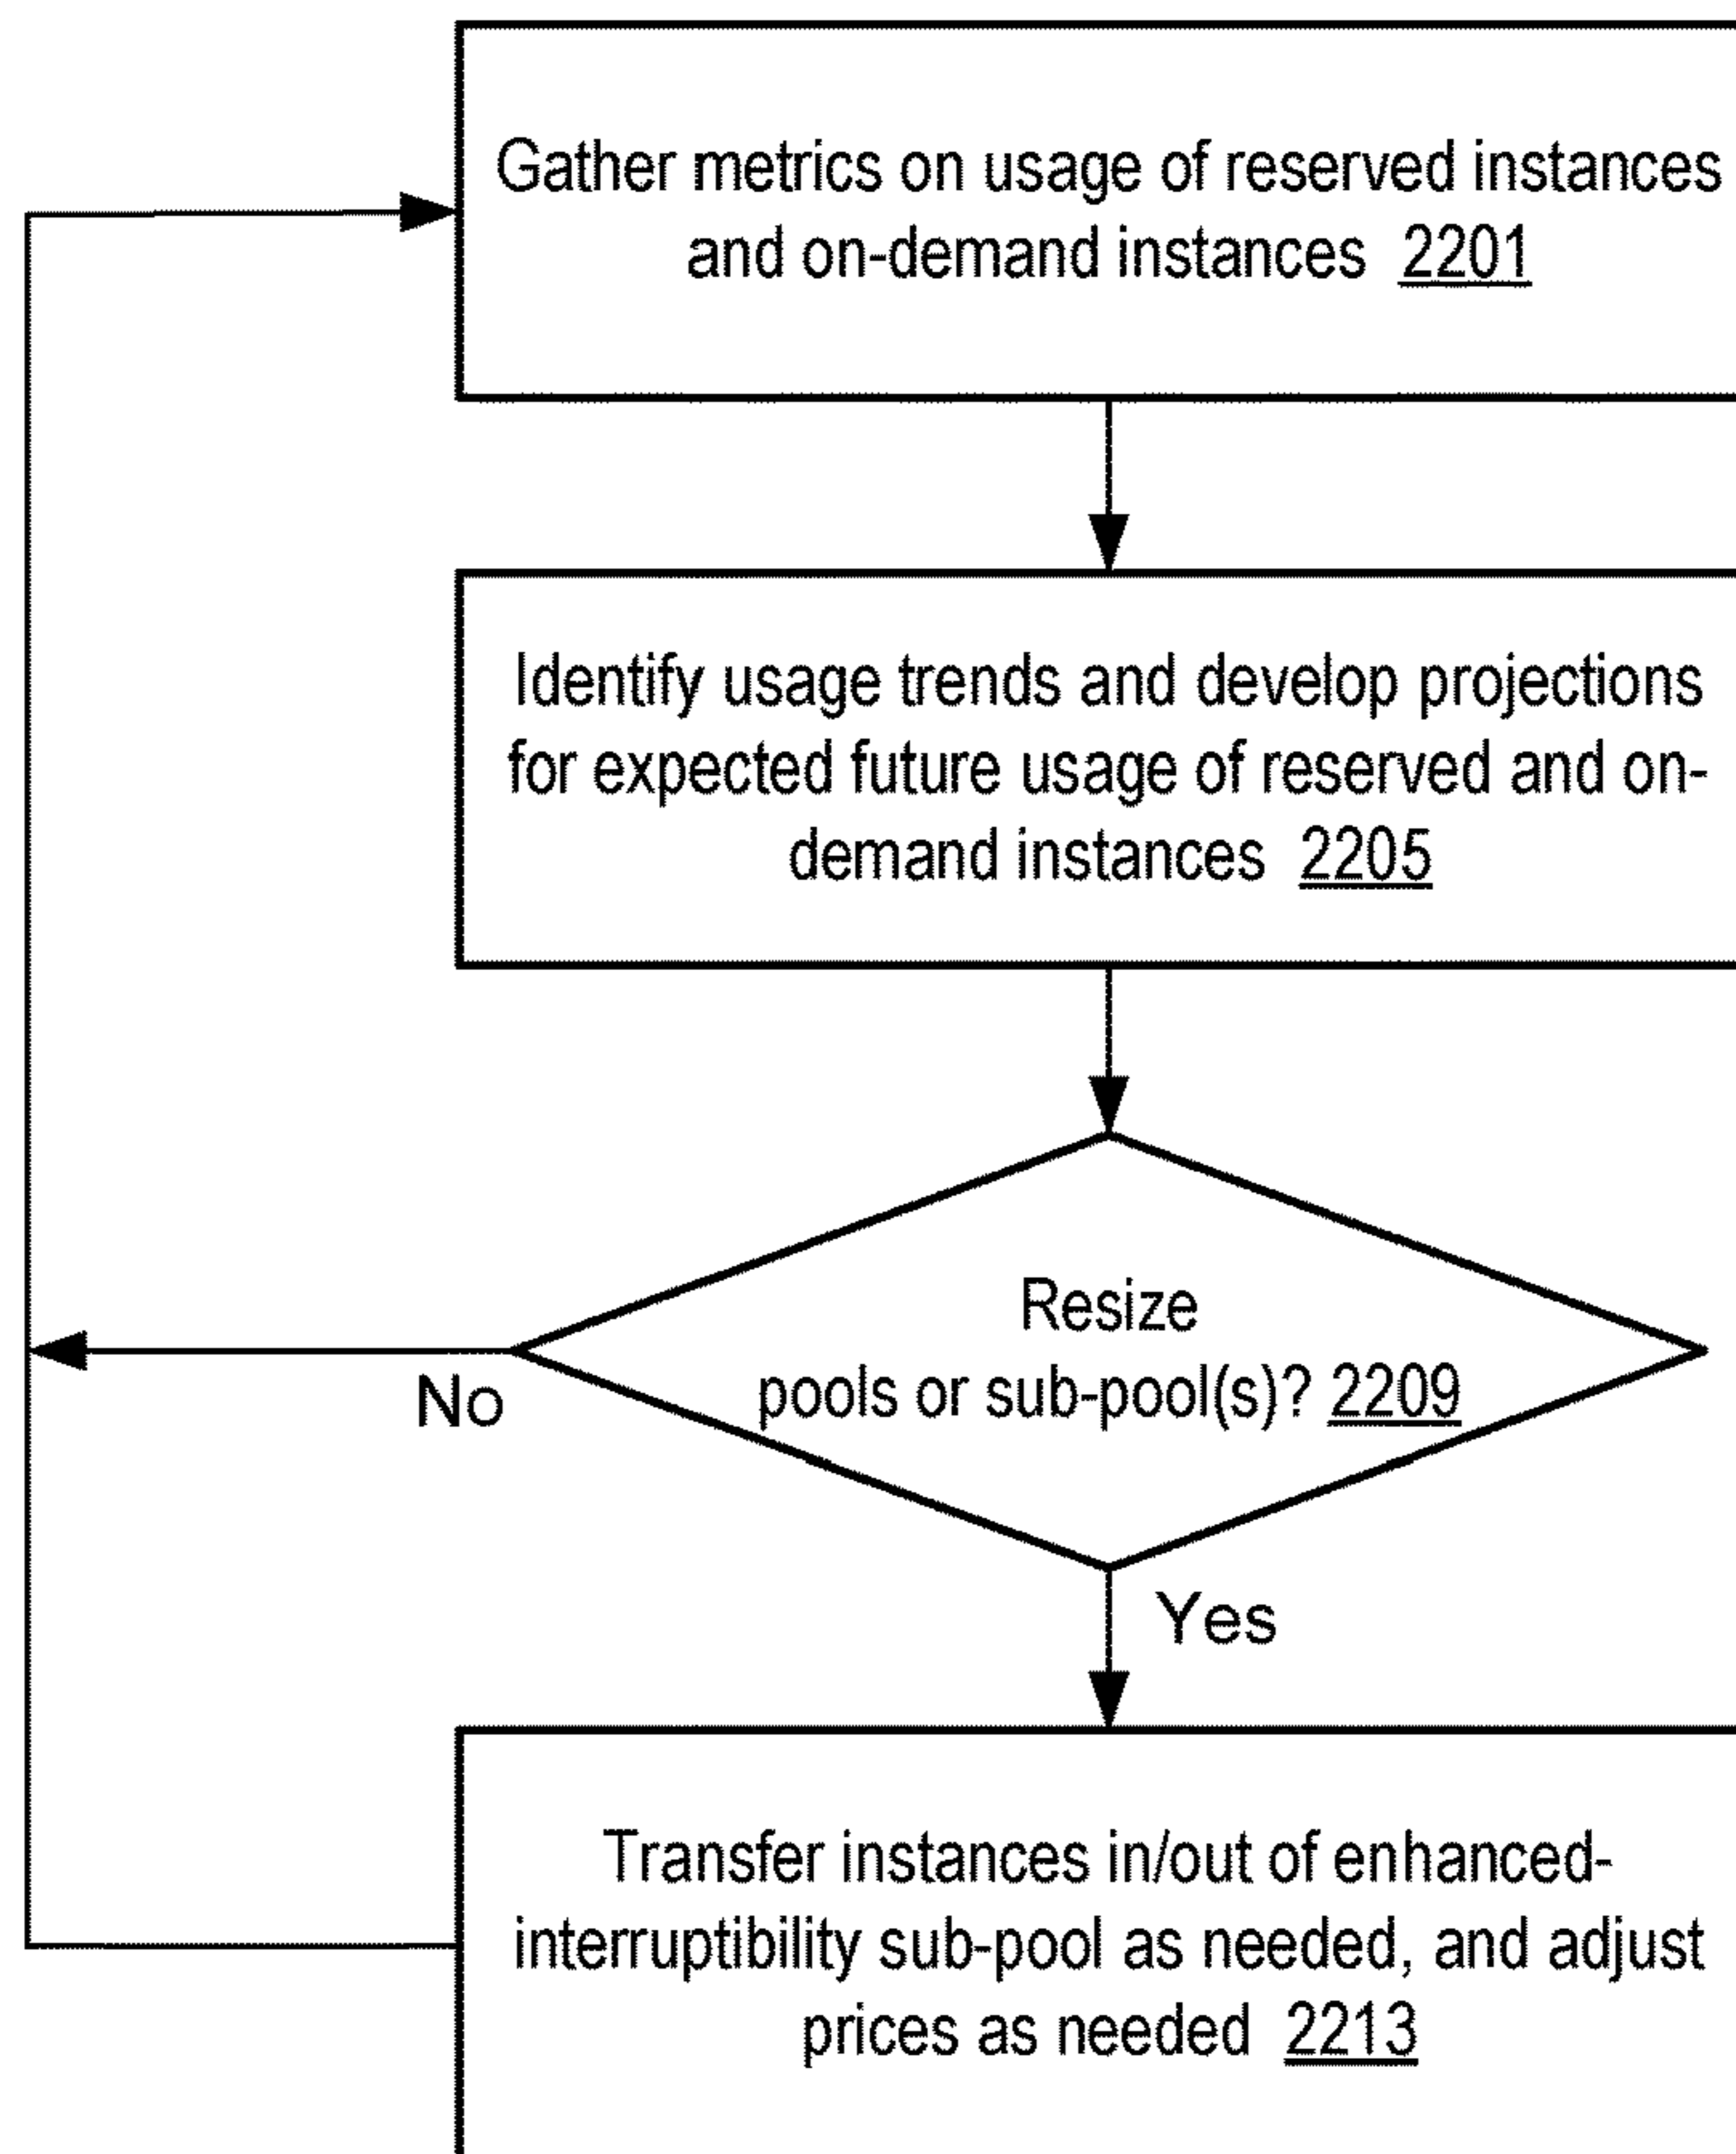 Gather metrics on usage of reserved instances
and on-demand instances 2201
Identify usage trends and develop projections
for expected future usage of reserved and on-
demand instances 2205
Resize
pools or sub-pool(s)? 2209
No
Yes
Transfer instances in/out of enhanced-
interruptibility sub-pool as needed, and adjust
prices as needed 2213